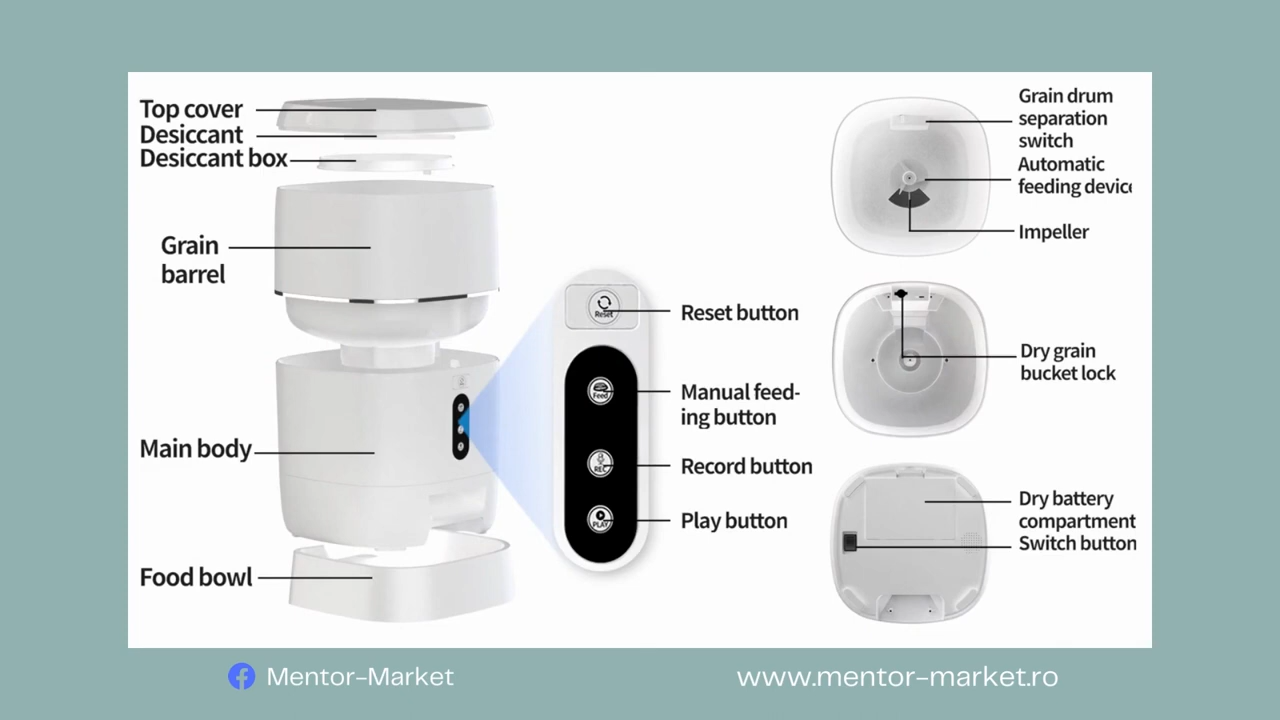 Top cover
Desiccant
Desiccant box
Grain
barrel
Main body
Food bowl
Reset
Feed
REC
PLAY
Reset button
Manual feed-
ing button
Record button
Play button
Grain drum
separation
switch
Automatic
feeding device
Impeller
Dry grain
bucket lock
Dry battery
compartment
Switch button
Mentor-Market
www.mentor-market.ro